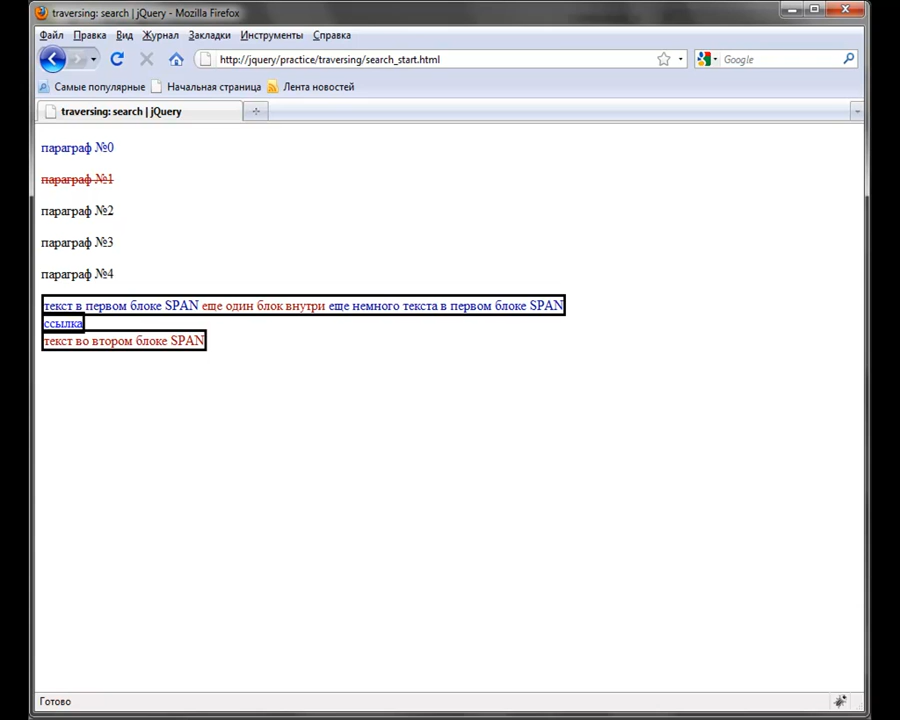 traversing: search | jQuery - Mozilla Firefox
Файл Правка Вид Журнал Закладки Инструменты Справка
http://jquery/practice/traversing/search_start.html Google
Самые популярные Начальная страница Лента новостей
traversing: search | jQuery
параграф №0
параграф №1
параграф №2
параграф №3
параграф №4
текст в первом блоке SPAN еще один блок внутри еще немного текста в первом блоке SPAN
ссылка
текст во втором блоке SPAN
Готово